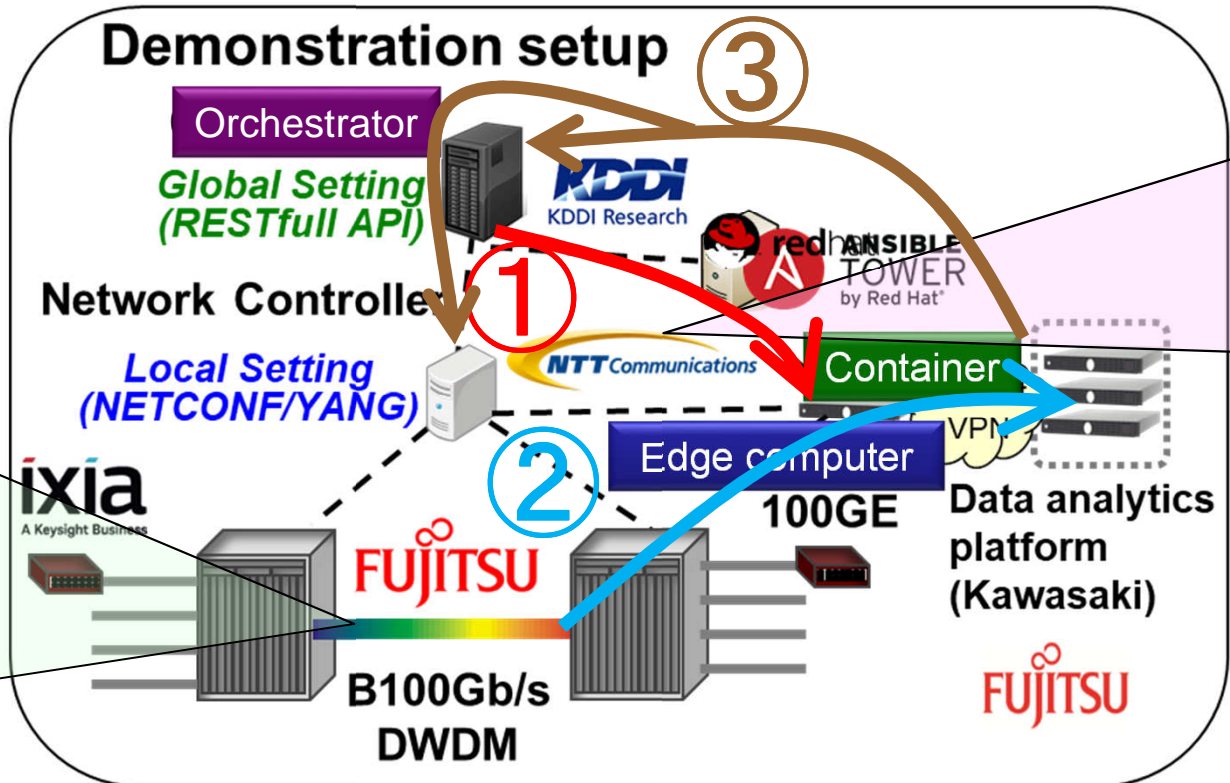 Demonstration setup
③
Orchestrator
Global Setting
(RESTfull API)
KDDI
KDDI Research
redhat
ANSIBLE
TOWER
by Red Hat®
A
①
Network Controller
NTT Communications
Local Setting
(NETCONF/YANG)
Container
VPN
②
Edge computer
ixia
A Keysight Business
100GE
Data analytics
platform
(Kawasaki)
FUJITSU
B100Gb/s
DWDM
FUJITSU